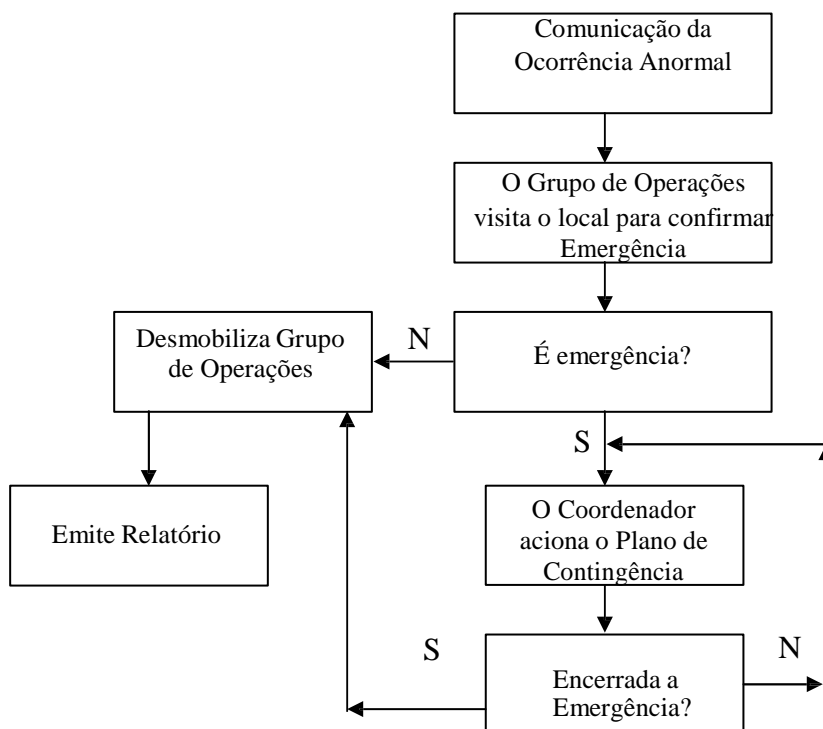 Comunicação da
Ocorrência Anormal
O Grupo de Operações
visita o local para confirmar
Emergência
Desmobiliza Grupo
de Operações
N
É emergência?
S
Emite Relatório
O Coordenador
aciona o Plano de
Contingência
S
N
Encerrada a
Emergência?